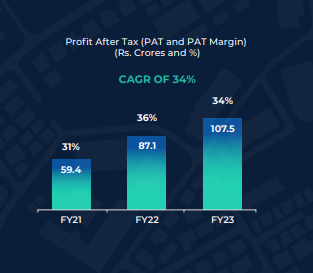 Profit After Tax (PAT and PAT Margin)
(Rs. Crores and %)
CAGR OF 34%
31%
59.4
36%
87.1
34%
107.5
FY21
FY22
FY23